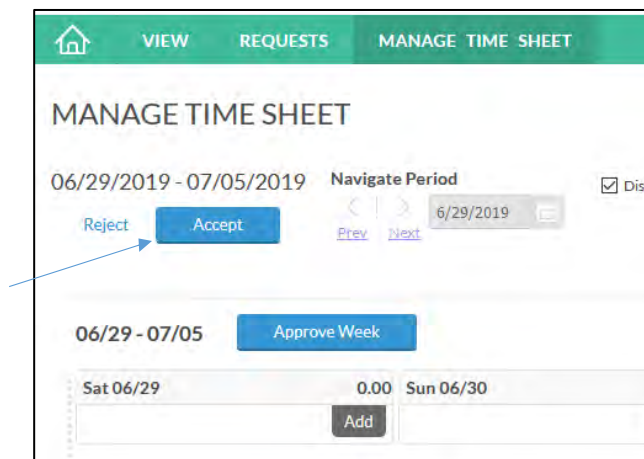 VIEW REQUESTS MANAGE TIME SHEET
MANAGE TIME SHEET
06/29/2019 - 07/05/2019 Navigate Period
Dis
6/29/2019
Reject Accept
Prev Next
06/29 - 07/05 Approve Week
Sat 06/29 0.00 Sun 06/30
Add